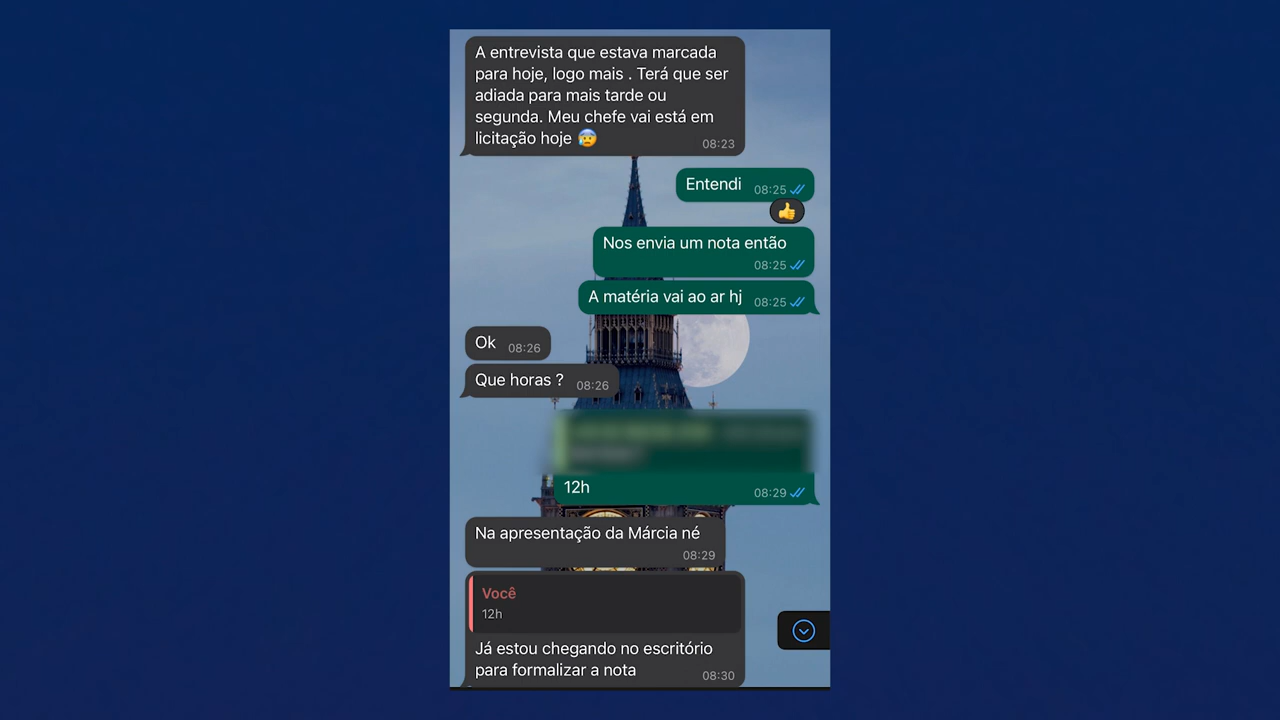 A entrevista que estava marcada
para hoje, logo mais . Terá que ser
adiada para mais tarde ou
segunda. Meu chefe vai está em
licitação hoje 😰
08:23
Entendi 08:25
👍
Nos envia um nota então
08:25
A matéria vai ao ar hj 08:25
Ok 08:26
Que horas ? 08:26
12h 08:29
Na apresentação da Márcia né
08:29
Você
12h
Já estou chegando no escritório
para formalizar a nota 08:30